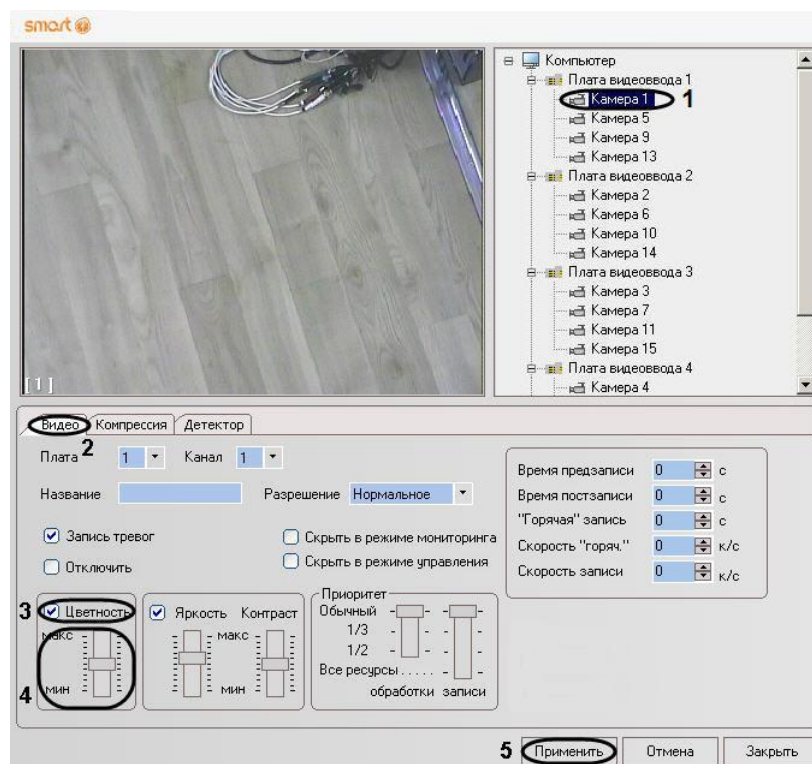 smart
Компьютер
Плата видеоввода 1
Камера 1 1
Камера 5
Камера 9
Камера 13
Плата видеоввода 2
Камера 2
Камера 6
Камера 10
Камера 14
Плата видеоввода 3
Камера 3
Камера 7
Камера 11
Камера 15
Плата видеоввода 4
Камера 4
[1]
Видео Компрессия Детектор
2
Плата 1 Канал 1
Название Разрешение Нормальное
Запись тревог Скрыть в режиме мониторинга
Отключить Скрыть в режиме управления
Время предзаписи 0 с
Время постзаписи 0 с
"Горячая" запись 0 с
Скорость "горяч." 0 к/с
Скорость записи 0 к/с
3 Цветность
макс
4 мин
Яркость Контраст
макс
мин
Приоритет
Обычный
1/3
1/2
Все ресурсы.....
обработки записи
5 Применить Отмена Закрыть